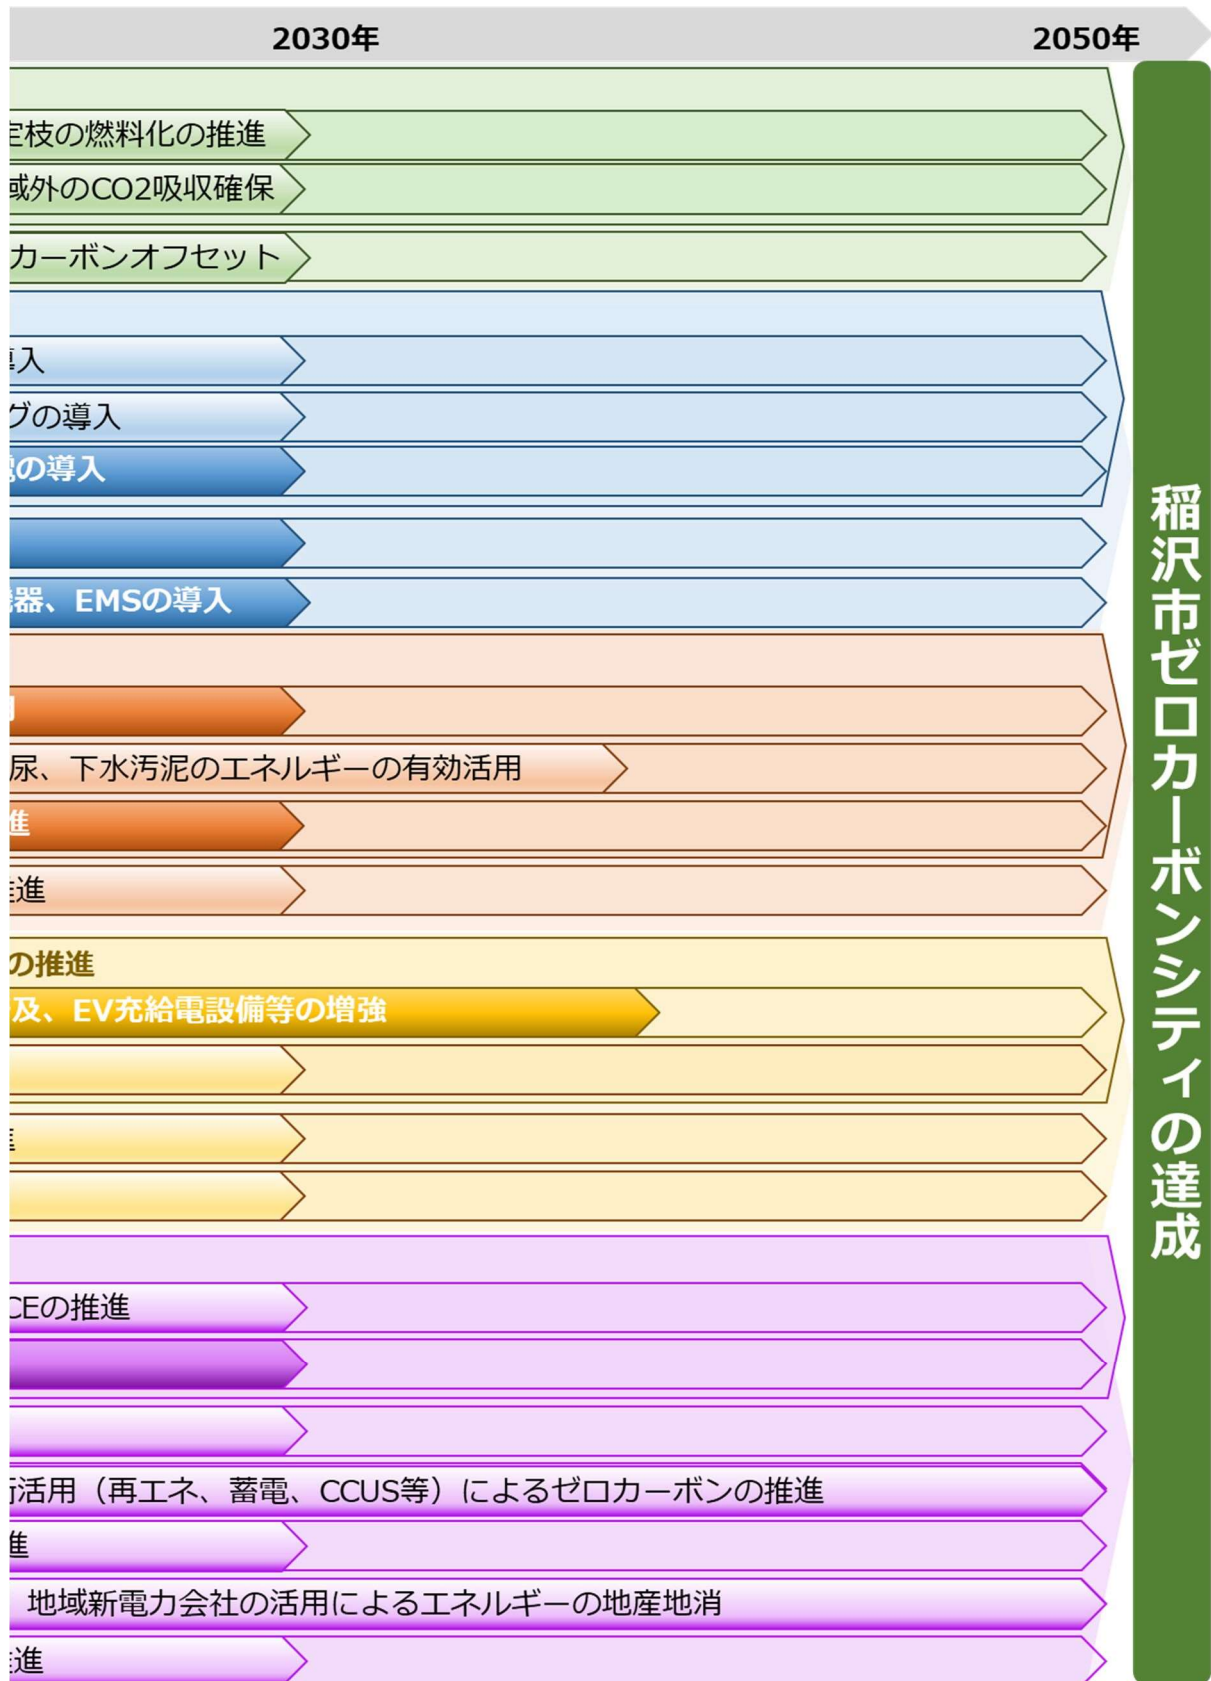 2030年 2050年
枝の燃料化の推進
域外のCO2吸収確保
カーボンオフセット
導入
グの導入
の導入
器、EMSの導入
尿、下水汚泥のエネルギーの有効活用
進
推進
の推進
及、EV充給電設備等の増強
CEの推進
活用（再エネ、蓄電、CCUS等）によるゼロカーボンの推進
進
地域新電力会社の活用によるエネルギーの地産地消
推進
稲沢市ゼロカーボンシティの達成